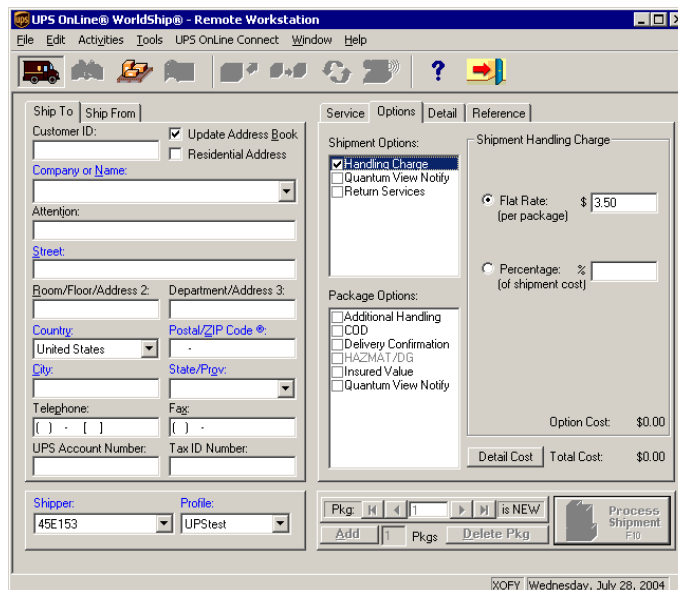 UPS OnLine® WorldShip® - Remote Workstation
File Edit Activities Tools UPS OnLine Connect Window Help
?
Ship To Ship From
Customer ID:
Update Address Book
Residential Address
Company or Name:
Attention:
Street:
Room/Floor/Address 2: Department/Address 3:
Country: Postal/ZIP Code ®:
United States -
City: State/Prov:
Telephone: Fax:
( ) - [ ] ( ) -
UPS Account Number: Tax ID Number:
Shipper: Profile:
45E153 UPStest
Service Options Detail Reference
Shipment Options:
Handling Charge
Quantum View Notify
Return Services
Package Options:
Additional Handling
COD
Delivery Confirmation
HAZMAT/DG
Insured Value
Quantum View Notify
Shipment Handling Charge
Flat Rate: $ 3.50
(per package)
Percentage: %
(of shipment cost)
Option Cost: $0.00
Detail Cost Total Cost: $0.00
Pkg: 1 is NEW
Add 1 Pkgs Delete Pkg
Process
Shipment
F10
XOFY Wednesday, July 28, 2004